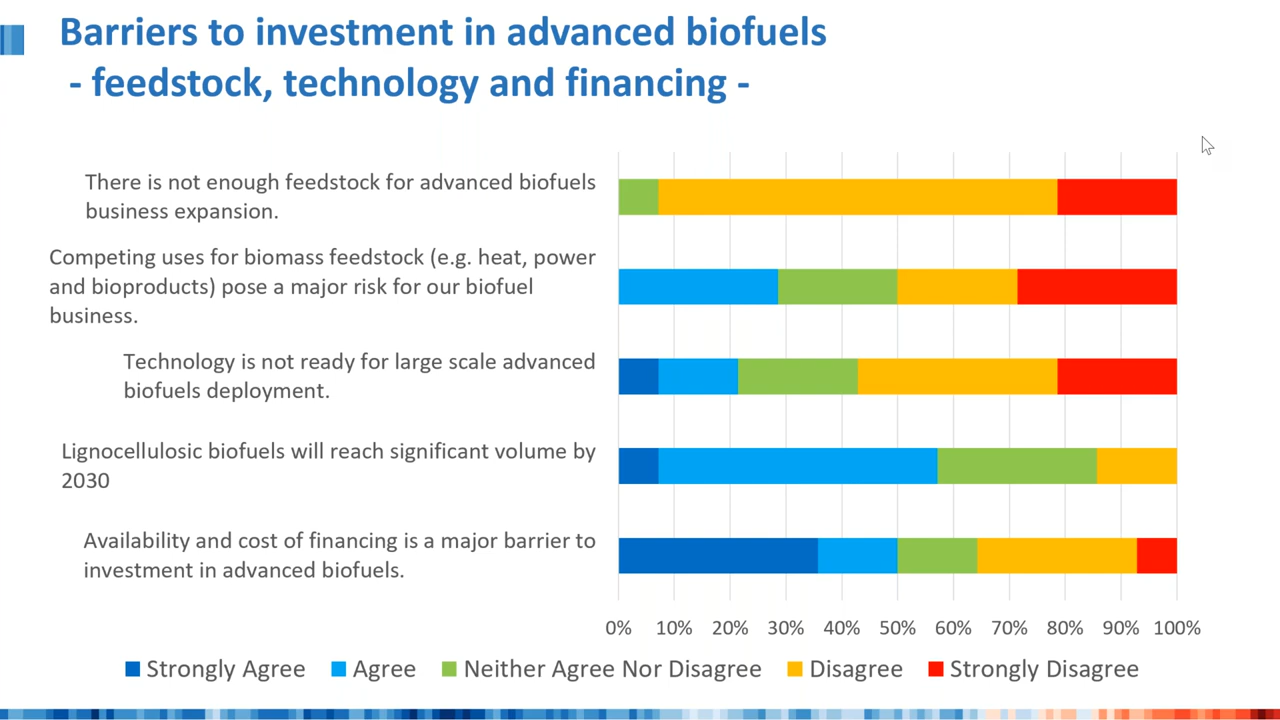 Barriers to investment in advanced biofuels
- feedstock, technology and financing -
There is not enough feedstock for advanced biofuels
business expansion.
Competing uses for biomass feedstock (e.g. heat, power
and bioproducts) pose a major risk for our biofuel
business.
Technology is not ready for large scale advanced
biofuels deployment.
Lignocellulosic biofuels will reach significant volume by
2030
Availability and cost of financing is a major barrier to
investment in advanced biofuels.
0% 10% 20% 30% 40% 50% 60% 70% 80% 90% 100%
Strongly Agree Agree Neither Agree Nor Disagree Disagree Strongly Disagree